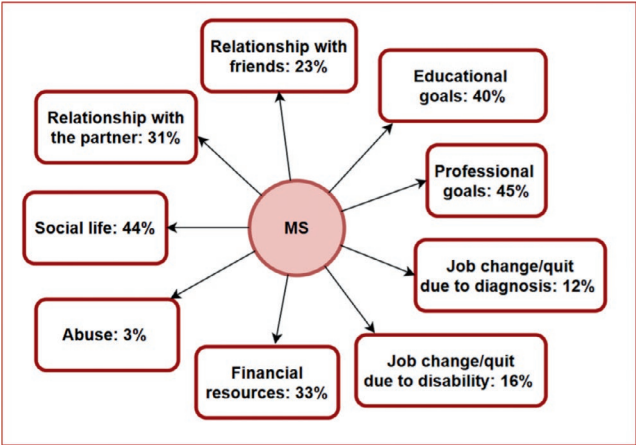 Relationship with
friends: 23%
Educational
goals: 40%
Relationship with
the partner: 31%
Professional
goals: 45%
Social life: 44%
MS
Job change/quit
due to diagnosis: 12%
Abuse: 3%
Financial
resources: 33%
Job change/quit
due to disability: 16%